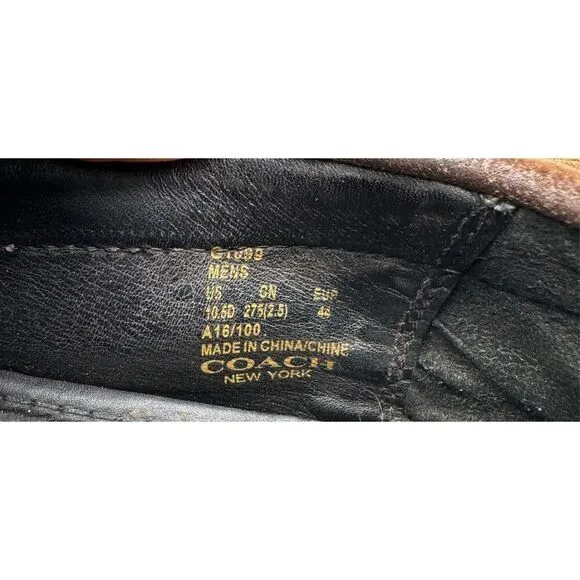 C1099
MENS
US CN EUR
10.5D 275(2.5) 44
A16/100
MADE IN CHINA/CHINE
COACH
NEW YORK